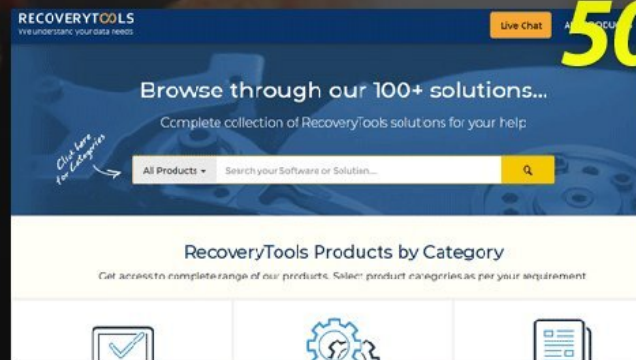 RECOVERYTOOLS
We understand your data needs
Live Chat
50
Browse through our 100+ solutions...
Complete collection of RecoveryTools solutions for your help
Click here
for Categories
All Products
Search your Software or Solution...
RecoveryTools Products by Category
Get access to complete range of our products. Select product categories as per your requirement